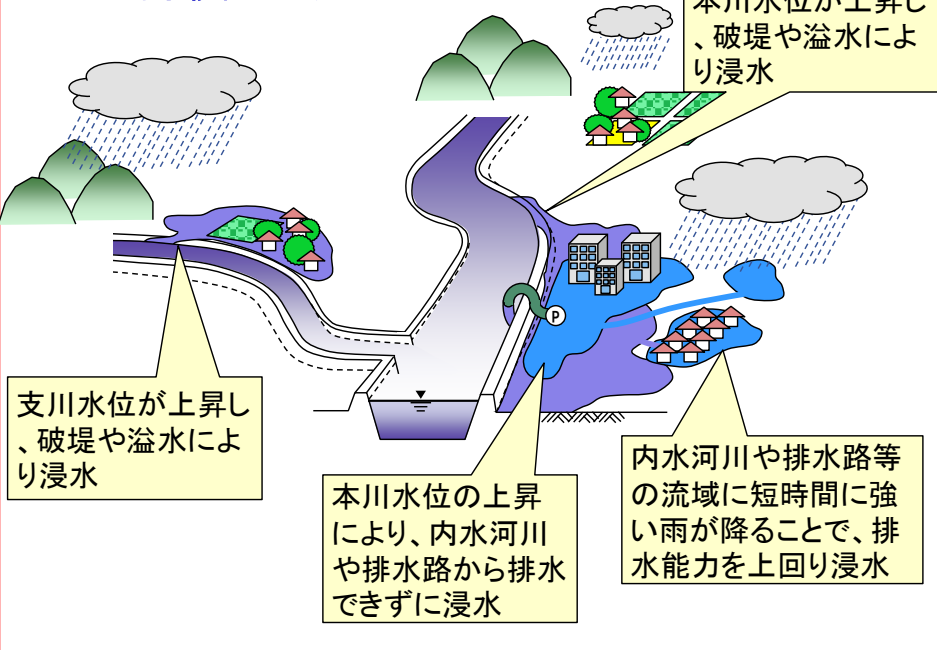 本川水位が上昇し
、破堤や溢水によ
り浸水
P
支川水位が上昇し
、破堤や溢水によ
り浸水
本川水位の上昇
により、内水河川
や排水路から排水
できずに浸水
内水河川や排水路等
の流域に短時間に強
い雨が降ることで、排
水能力を上回り浸水